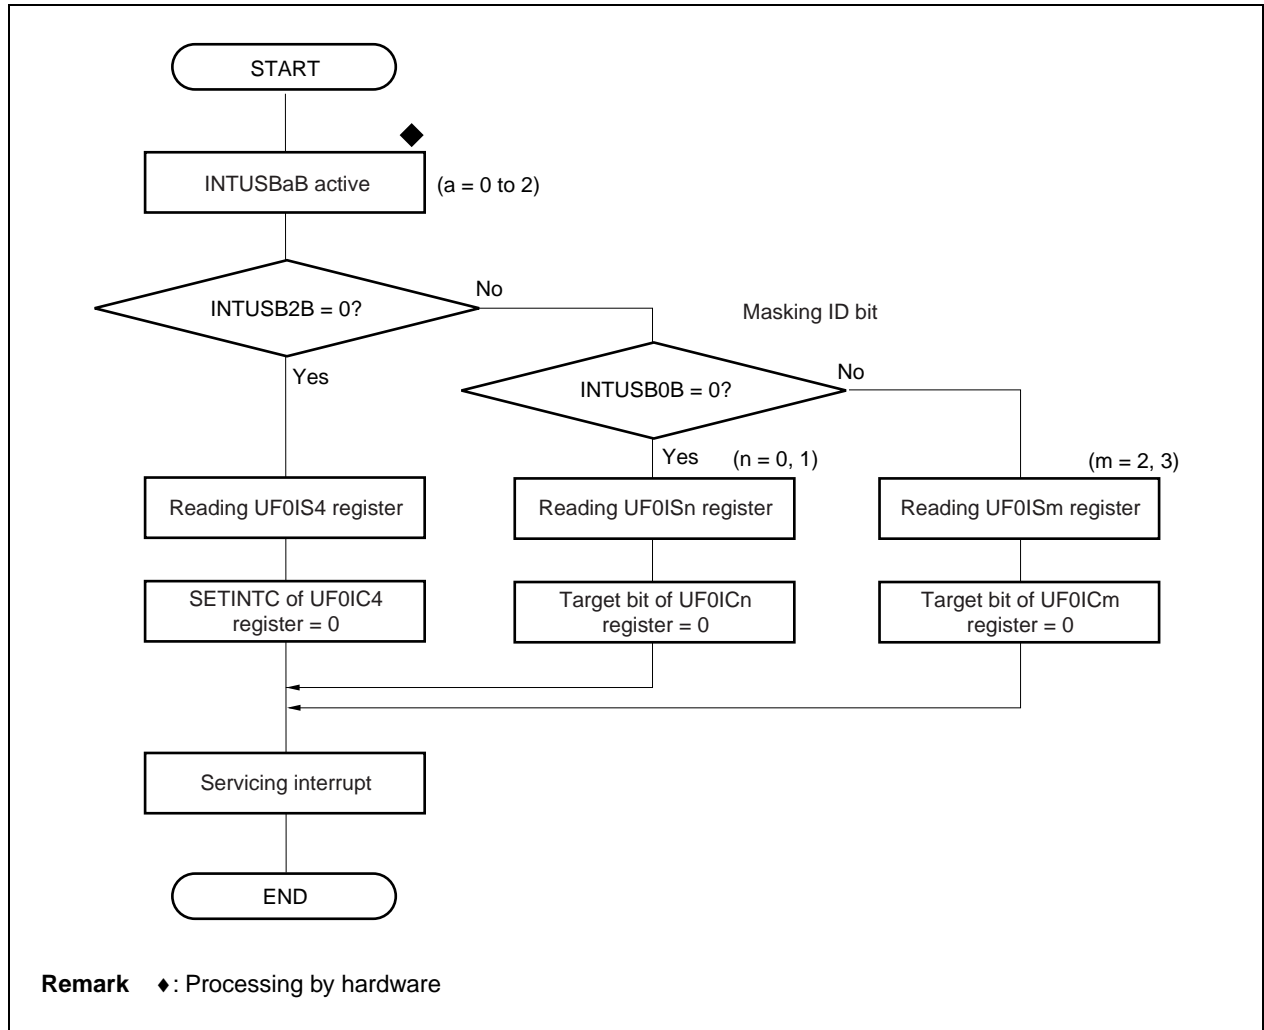 START
INTUSBaB active
(a = 0 to 2)
INTUSB2B = 0?
No
Yes
Masking ID bit
INTUSB0B = 0?
No
Yes
(n = 0, 1)
(m = 2, 3)
Reading UF0IS4 register
Reading UF0ISn register
Reading UF0ISm register
SETINTC of UF0IC4
register = 0
Target bit of UF0ICn
register = 0
Target bit of UF0ICm
register = 0
Servicing interrupt
END
Remark ♦: Processing by hardware